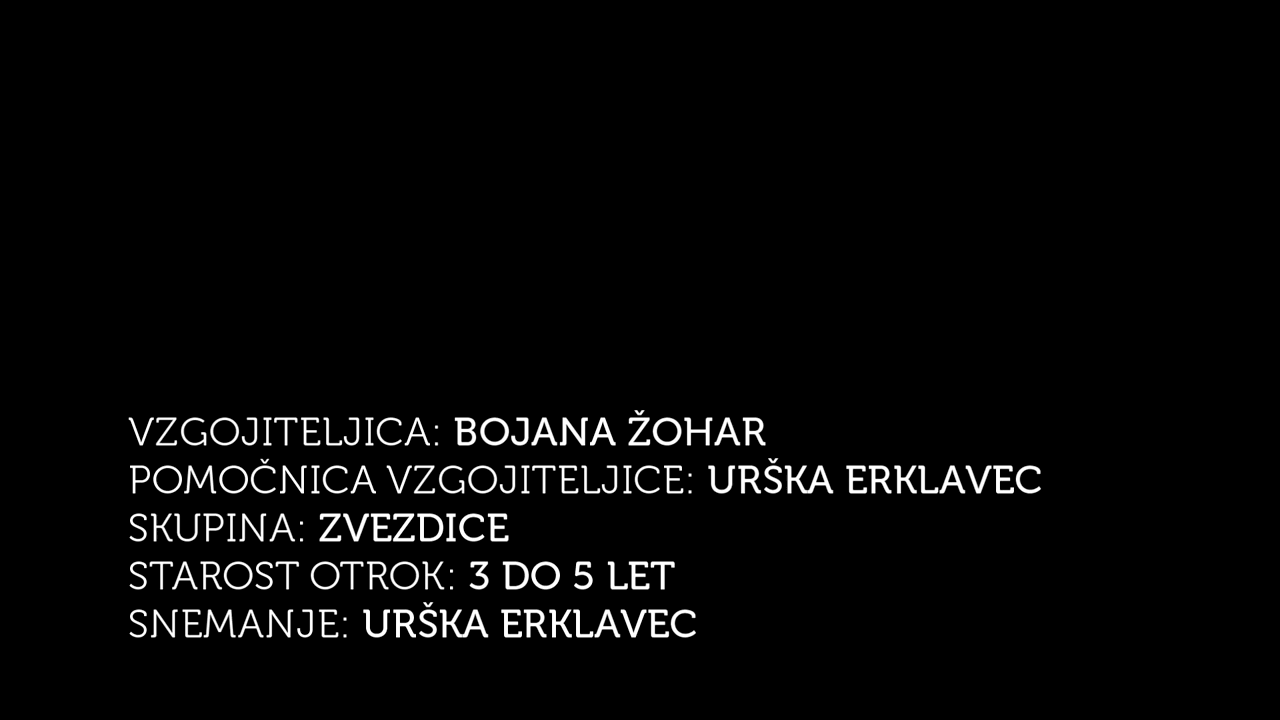 VZGOJITELJICA: BOJANA ŽOHAR
POMOČNICA VZGOJITELJICE: URŠKA ERKLAVEC
SKUPINA: ZVEZDICE
STAROST OTROK: 3 DO 5 LET
SNEMANJE: URŠKA ERKLAVEC